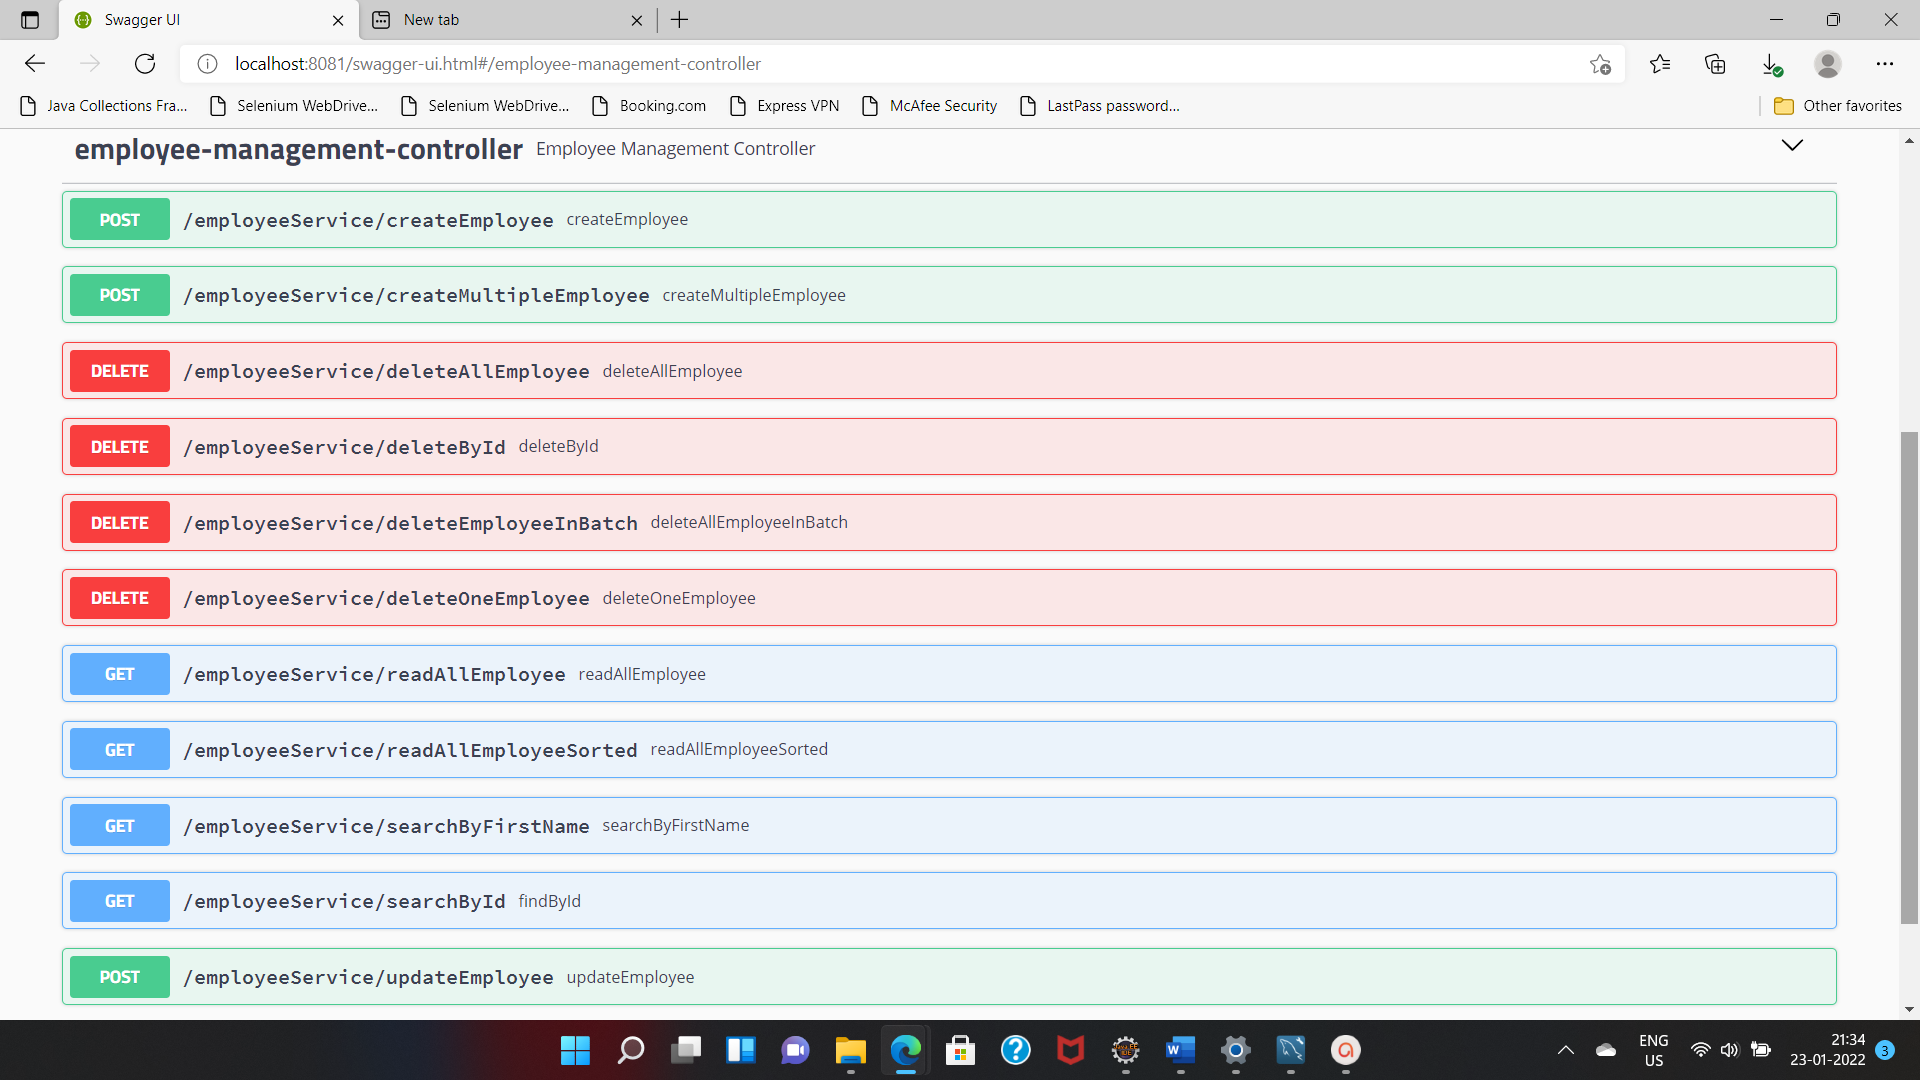 Swagger UI
New tab
localhost:8081/swagger-ui.html#/employee-management-controller
Java Collections Fra...
Selenium WebDrive...
Selenium WebDrive...
Booking.com
Express VPN
McAfee Security
LastPass password...
Other favorites
employee-management-controller Employee Management Controller
POST /employeeService/createEmployee createEmployee
POST /employeeService/createMultipleEmployee createMultipleEmployee
DELETE /employeeService/deleteAllEmployee deleteAllEmployee
DELETE /employeeService/deleteById deleteById
DELETE /employeeService/deleteEmployeeInBatch deleteAllEmployeeInBatch
DELETE /employeeService/deleteOneEmployee deleteOneEmployee
GET /employeeService/readAllEmployee readAllEmployee
GET /employeeService/readAllEmployeeSorted readAllEmployeeSorted
GET /employeeService/searchByFirstName searchByFirstName
GET /employeeService/searchById findById
POST /employeeService/updateEmployee updateEmployee
ENG
US
21:34
23-01-2022
3